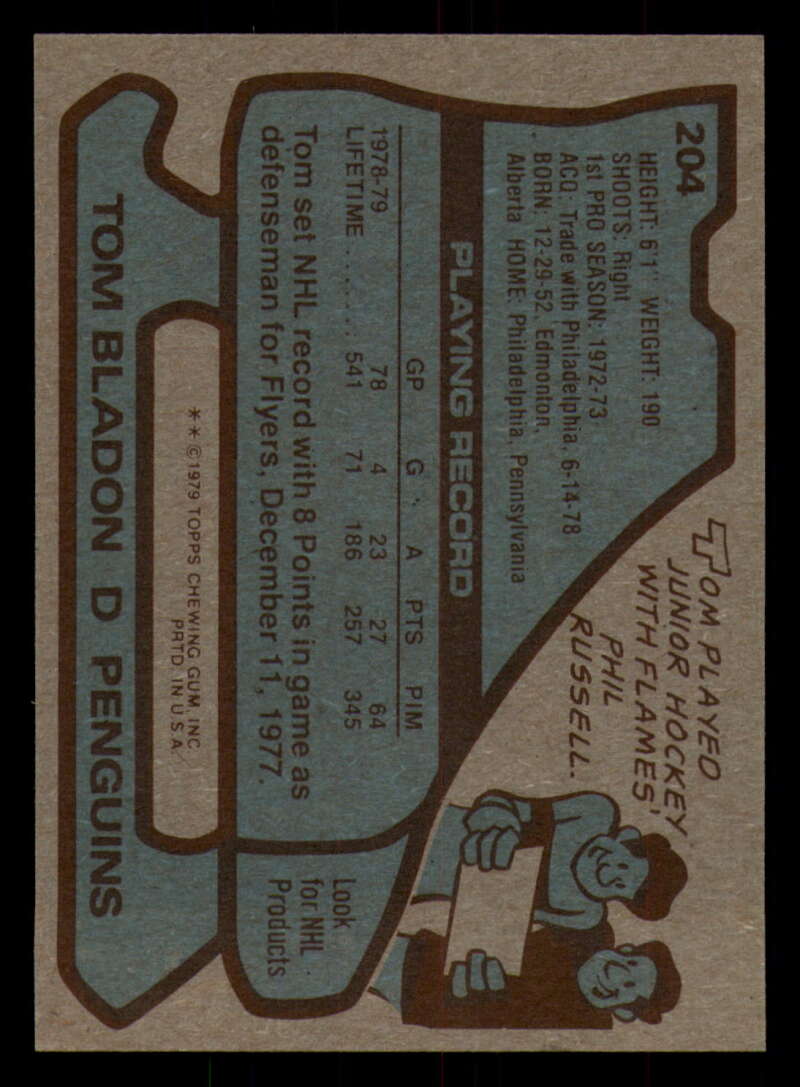 204
HEIGHT: 6'1" WEIGHT: 190
SHOOTS: Right
1st PRO SEASON: 1972-73
ACQ: Trade with Philadelphia, 6-14-78
BORN: 12-29-52, Edmonton,
Alberta HOME: Philadelphia, Pennsylvania
TOM PLAYED
JUNIOR HOCKEY
WITH FLAMES'
PHIL
RUSSELL.
PLAYING RECORD
GP G A PTS PIM
1978-79 78 4 23 27 64
LIFETIME ........ 541 71 186 257 345
Tom set NHL record with 8 Points in game as
defenseman for Flyers, December 11, 1977.
Look
for NHL
Products
**©1979 TOPPS CHEWING GUM, INC.
PRTD. IN U.S.A.
TOM BLADON D PENGUINS